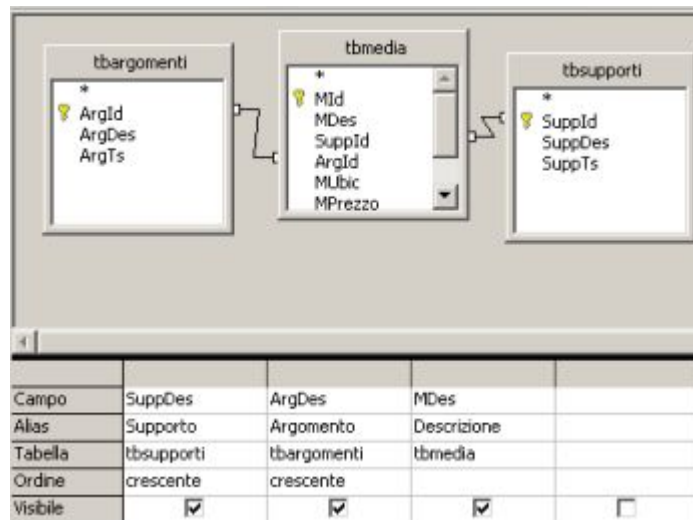 tbargomenti
*
ArgId
ArgDes
ArgTs
tbmedia
*
MId
MDes
SuppId
ArgId
MUbic
MPrezzo
tbsupporti
*
SuppId
SuppDes
SuppTs
Campo SuppDes ArgDes MDes
Alias Supporto Argomento Descrizione
Tabella tbsupporti tbargomenti tbmedia
Ordine crescente crescente
Visibile